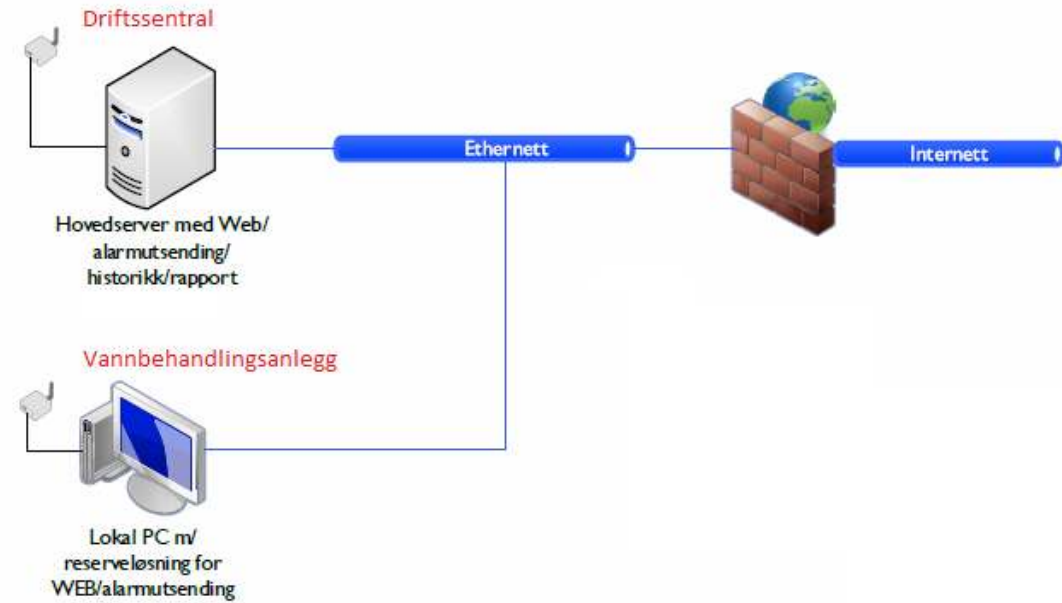 Driftssentral
Ethernett
Internett
Hovedserver med Web/
alarmutsending/
historikk/rapport
Vannbehandlingsanlegg
Lokal PC m/
reserveløsning for
WEB/alarmutsending